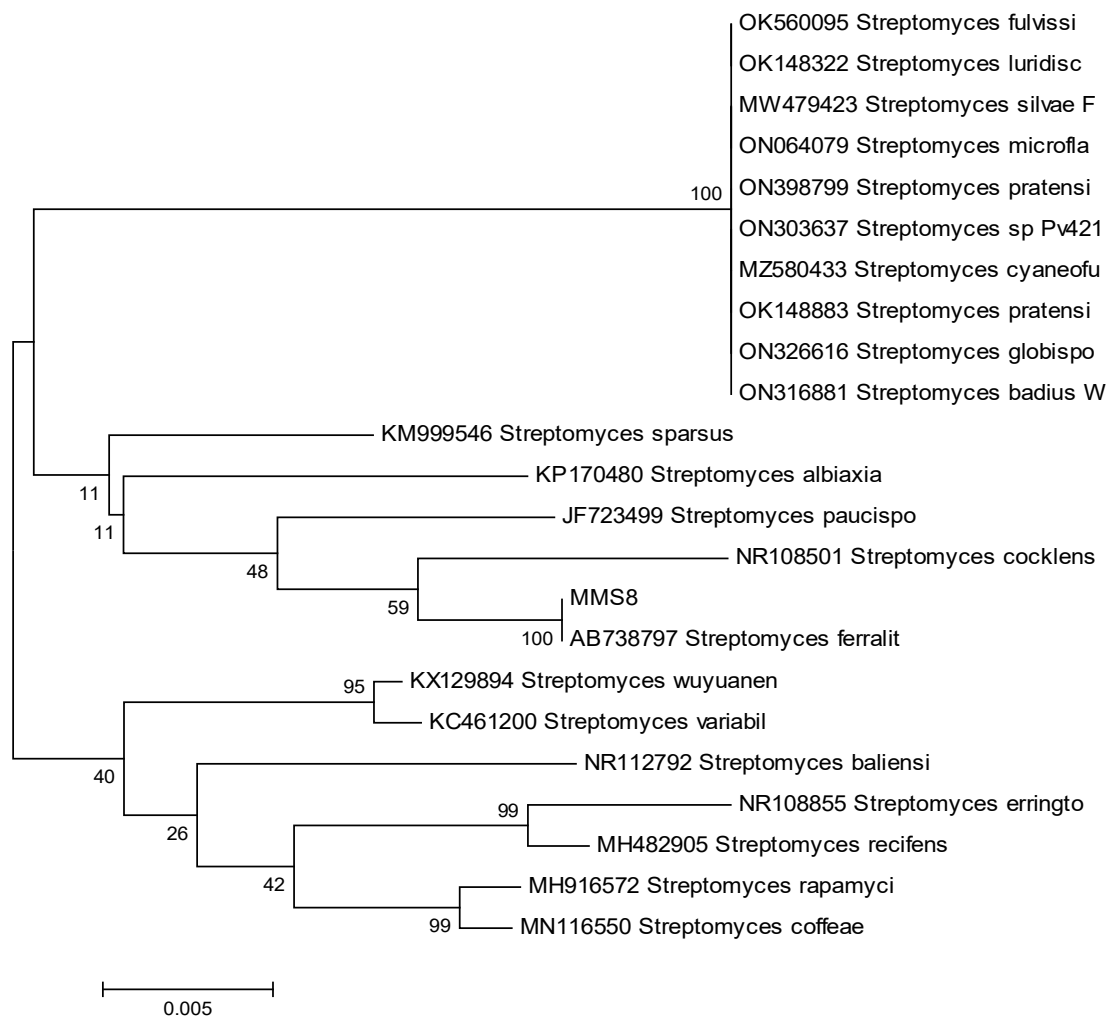 OK560095 Streptomyces fulvissi
OK148322 Streptomyces luridisc
MW479423 Streptomyces silvae F
ON064079 Streptomyces microfla
ON398799 Streptomyces pratensi
100
ON303637 Streptomyces sp Pv421
MZ580433 Streptomyces cyaneofu
OK148883 Streptomyces pratensi
ON326616 Streptomyces globispo
ON316881 Streptomyces badius W
KM999546 Streptomyces sparsus
KP170480 Streptomyces albiaxia
11
JF723499 Streptomyces paucispo
11
NR108501 Streptomyces cocklens
48
MMS8
59
100
AB738797 Streptomyces ferralit
KX129894 Streptomyces wuyuanen
95
KC461200 Streptomyces variabil
NR112792 Streptomyces baliensi
40
NR108855 Streptomyces erringto
99
26
MH482905 Streptomyces recifens
MH916572 Streptomyces rapamyci
42
99
MN116550 Streptomyces coffeae
0.005